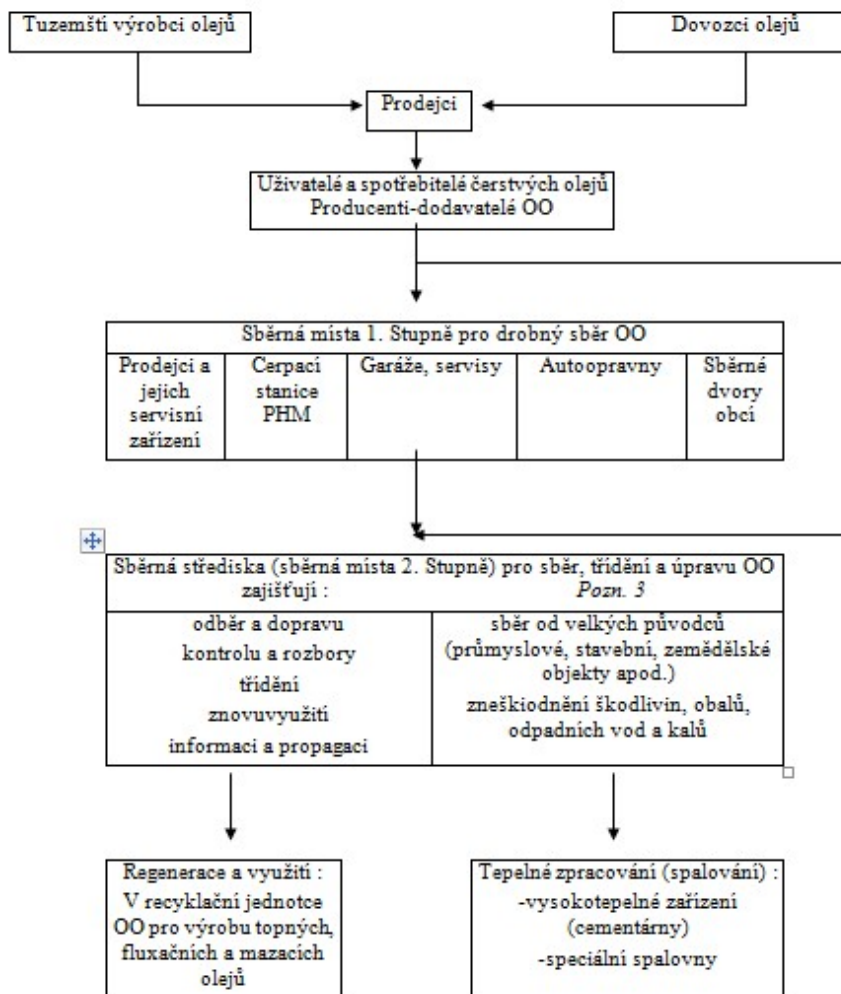 Tuzemští výrobci olejů
Dovozci olejů
Prodejci
Uživatelé a spotřebitelé čerstvých olejů
Producenti-dodavatelé OO
Sběrná místa 1. Stupně pro drobný sběr OO
Prodejci a
jejich
servisní
zařízení
Cerpací
stanice
PHM
Garáže, servisy
Autoopravny
Sběrné
dvory
obcí
Sběrná střediska (sběrná místa 2. Stupně) pro sběr, třídění a úpravu OO
zajišťují :
Pozn. 3
odběr a dopravu
kontrolu a rozbory
třídění
znovuvyužití
informaci a propagaci
sběr od velkých původců
(průmyslové, stavební, zemědělské
objekty apod.)
zneškiodnění škodlivin, obalů,
odpadních vod a kalů
Regenerace a využití :
V recyklační jednotce
OO pro výrobu topných,
fluxačních a mazacích
olejů
Tepelné zpracování (spalování) :
-vysokotepelné zařízení
(cementárny)
-speciální spalovny